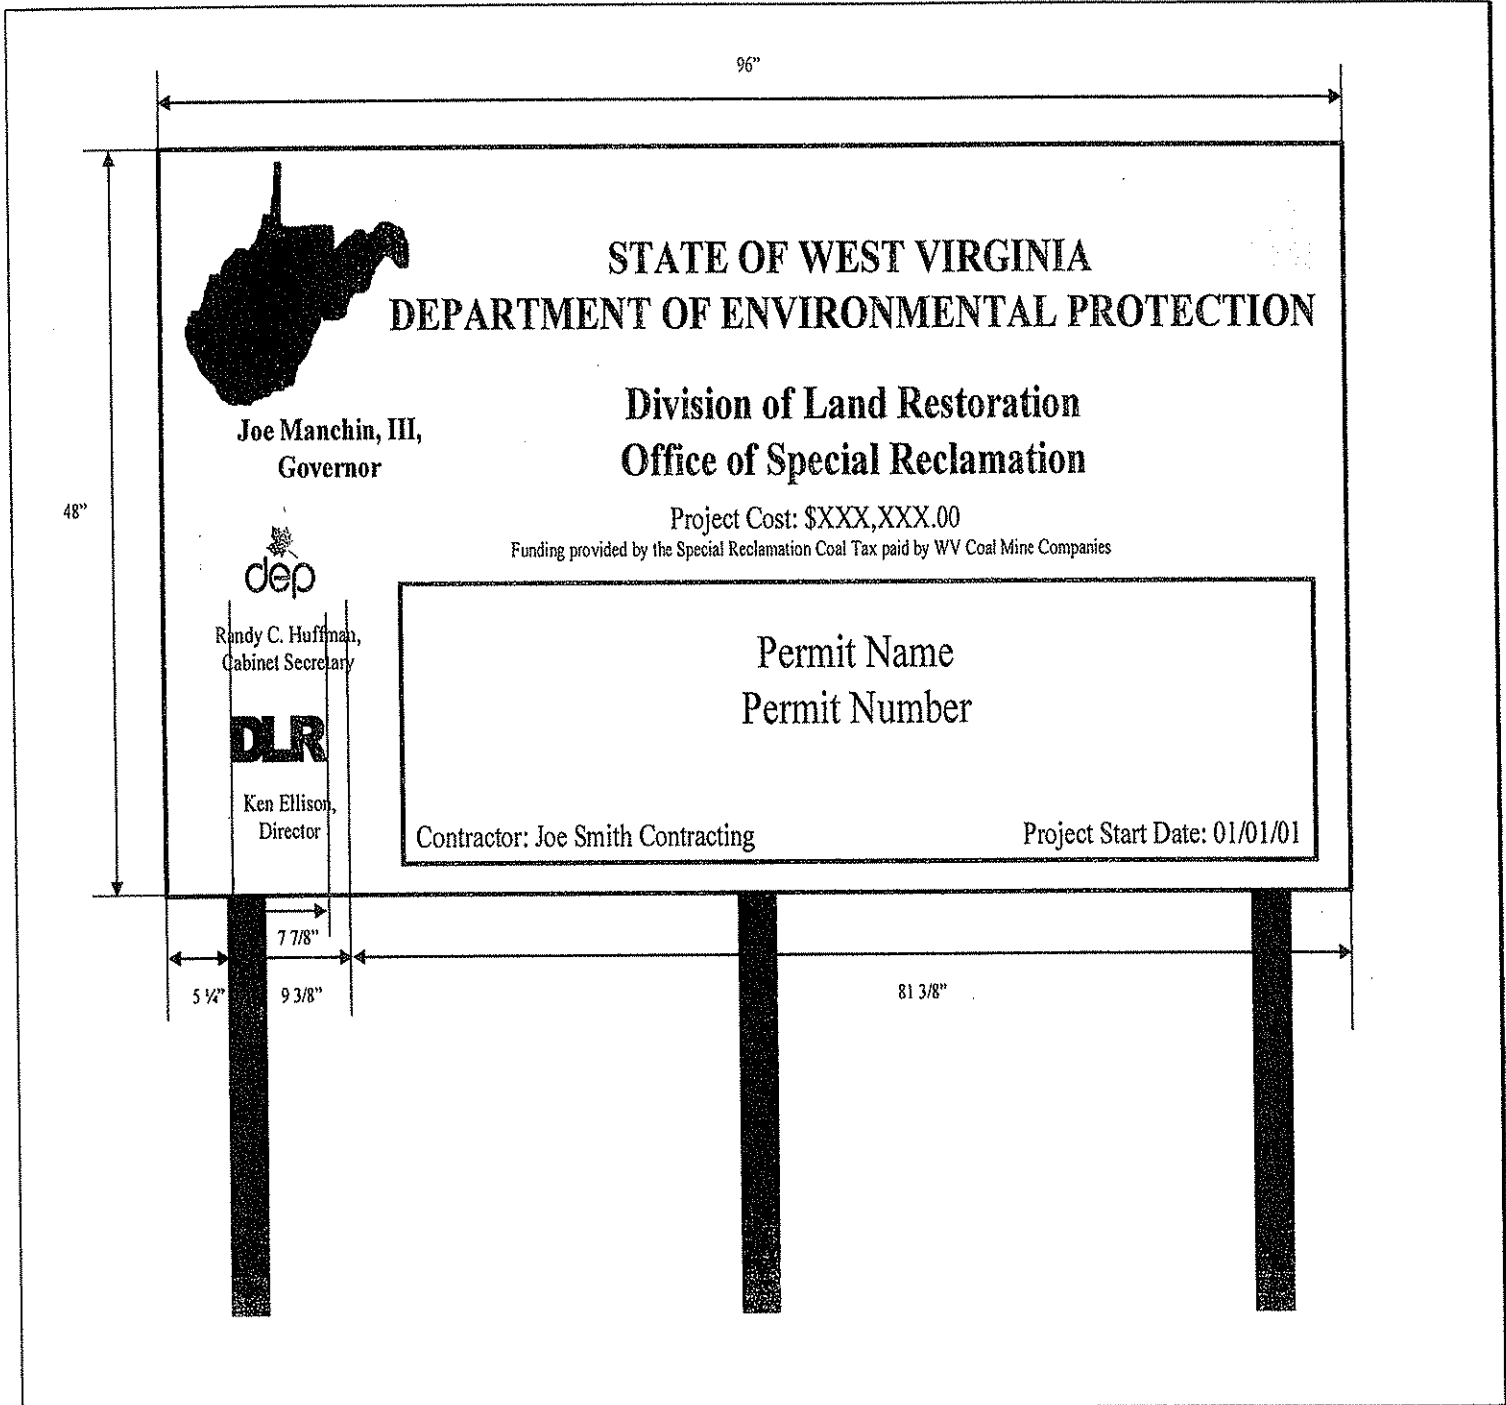 96”
STATE OF WEST VIRGINIA
DEPARTMENT OF ENVIRONMENTAL PROTECTION
Division of Land Restoration
Office of Special Reclamation
Project Cost: $XXX,XXX.00
Funding provided by the Special Reclamation Coal Tax paid by WV Coal Mine Companies
Joe Manchin, III,
Governor
48”
dep
Randy C. Huffman,
Cabinet Secretary
DLR
Ken Ellison,
Director
Permit Name
Permit Number
Contractor: Joe Smith Contracting
Project Start Date: 01/01/01
7 7/8”
5 ¼”
9 3/8”
81 3/8”